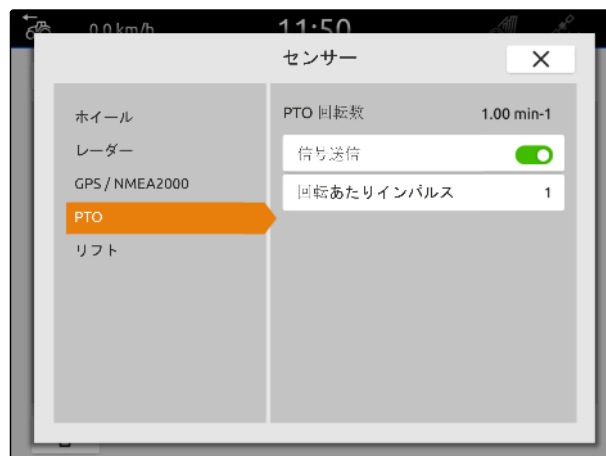 0.0 km/h
11:50
センサー
ホイール
レーダー
GPS / NMEA2000
PTO
リフト
PTO 回転数 1.00 min-1
信号送信
回転あたりインパルス 1